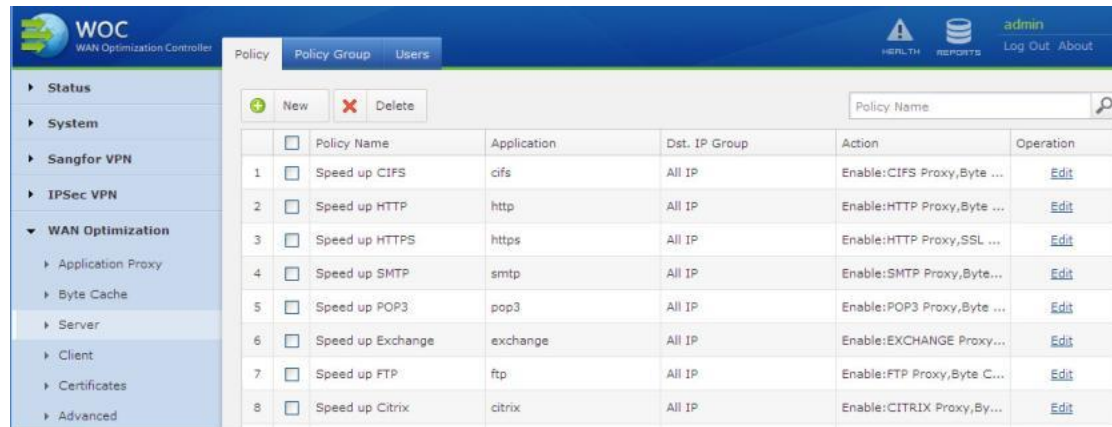 WOC
WAN Optimization Controller
Policy
Policy Group
Users
HEALTH
REPORTS
admin
Log Out About
Status
System
Sangfor VPN
IPSec VPN
WAN Optimization
Application Proxy
Byte Cache
Server
Client
Certificates
Advanced
New
Delete
Policy Name
Policy Name Application Dst. IP Group Action Operation
1 Speed up CIFS cifs All IP Enable:CIFS Proxy,Byte ... Edit
2 Speed up HTTP http All IP Enable:HTTP Proxy,Byte ... Edit
3 Speed up HTTPS https All IP Enable:HTTP Proxy,SSL ... Edit
4 Speed up SMTP smtp All IP Enable:SMTP Proxy,Byte... Edit
5 Speed up POP3 pop3 All IP Enable:POP3 Proxy,Byte ... Edit
6 Speed up Exchange exchange All IP Enable:EXCHANGE Proxy... Edit
7 Speed up FTP ftp All IP Enable:FTP Proxy,Byte C... Edit
8 Speed up Citrix citrix All IP Enable:CITRIX Proxy,By... Edit